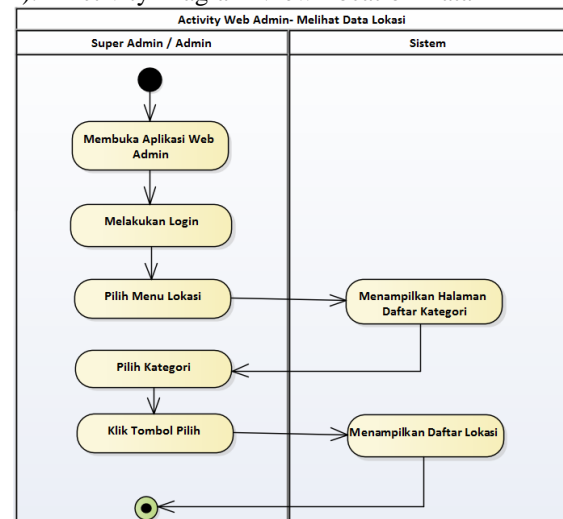 Activity Web Admin- Melihat Data Lokasi
Super Admin / Admin
Sistem
Membuka Aplikasi Web
Admin
Melakukan Login
Pilih Menu Lokasi
Menampilkan Halaman
Daftar Kategori
Pilih Kategori
Klik Tombol Pilih
Menampilkan Daftar Lokasi